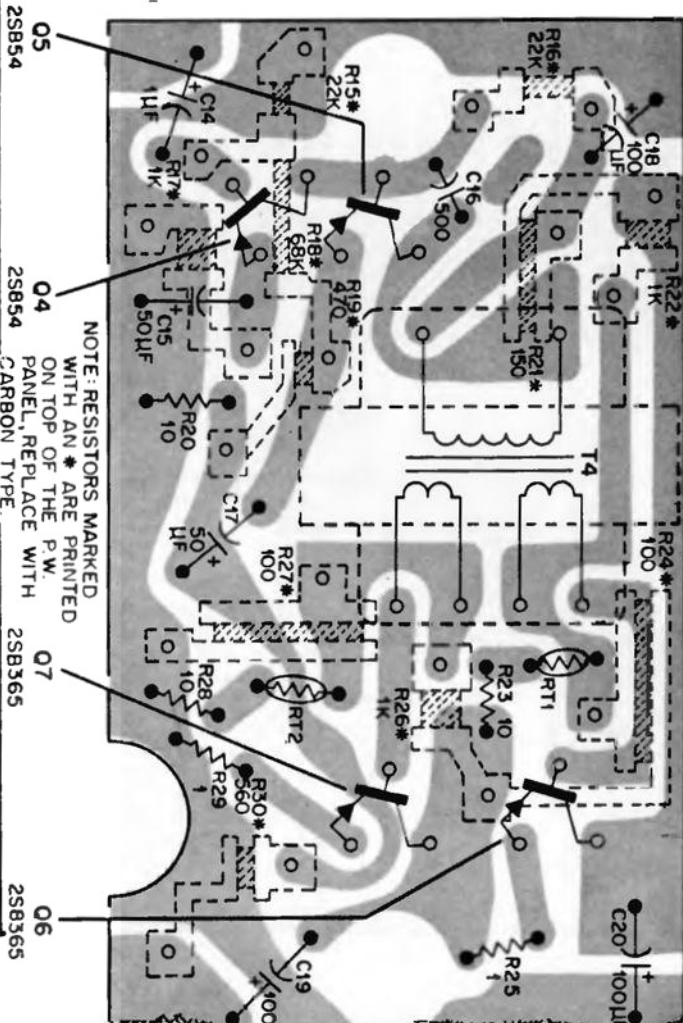 Q5
2SB54
Q4
2SB54
Q7
2SB365
Q6
2SB365
NOTE: RESISTORS MARKED
WITH AN * ARE PRINTED
ON TOP OF THE P.W.
PANEL, REPLACE WITH
CARBON TYPE.
C14
1µF
+
R17*
1K
R15*
22K
R16*
22K
C18
100
µF
+
C16
500
R18*
68K
R19*
470
R22*
1K
R21*
150
C15
50µF
+
R20
10
T4
C17
50
µF
+
R27*
100
R24*
100
R28
10
RT2
R26*
1K
R23
10
RT1
R29
1
R30*
560
C19
100
+
R25
1
C20
100µ
+